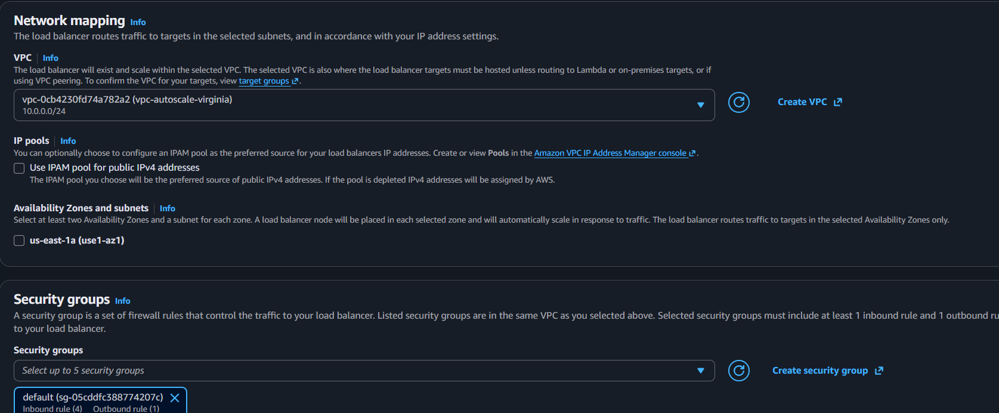 Network mapping Info
The load balancer routes traffic to targets in the selected subnets, and in accordance with your IP address settings.
VPC Info
The load balancer will exist and scale within the selected VPC. The selected VPC is also where the load balancer targets must be hosted unless routing to Lambda or on-premises targets, or if
using VPC peering. To confirm the VPC for your targets, view target groups.
vpc-0cb4230fd74a782a2 (vpc-autoscale-virginia)
10.0.0.0/24
Create VPC
IP pools Info
You can optionally choose to configure an IPAM pool as the preferred source for your load balancers IP addresses. Create or view Pools in the Amazon VPC IP Address Manager console.
Use IPAM pool for public IPv4 addresses
The IPAM pool you choose will be the preferred source of public IPv4 addresses. If the pool is depleted IPv4 addresses will be assigned by AWS.
Availability Zones and subnets Info
Select at least two Availability Zones and a subnet for each zone. A load balancer node will be placed in each selected zone and will automatically scale in response to traffic. The load balancer routes traffic to targets in the selected Availability Zones only.
us-east-1a (use1-az1)
Security groups Info
A security group is a set of firewall rules that control the traffic to your load balancer. Listed security groups are in the same VPC as you selected above. Selected security groups must include at least 1 inbound rule and 1 outbound ru
to your load balancer.
Security groups
Select up to 5 security groups
Create security group
default (sg-05cddfc388774207c)
Inbound rule (4) Outbound rule (1)